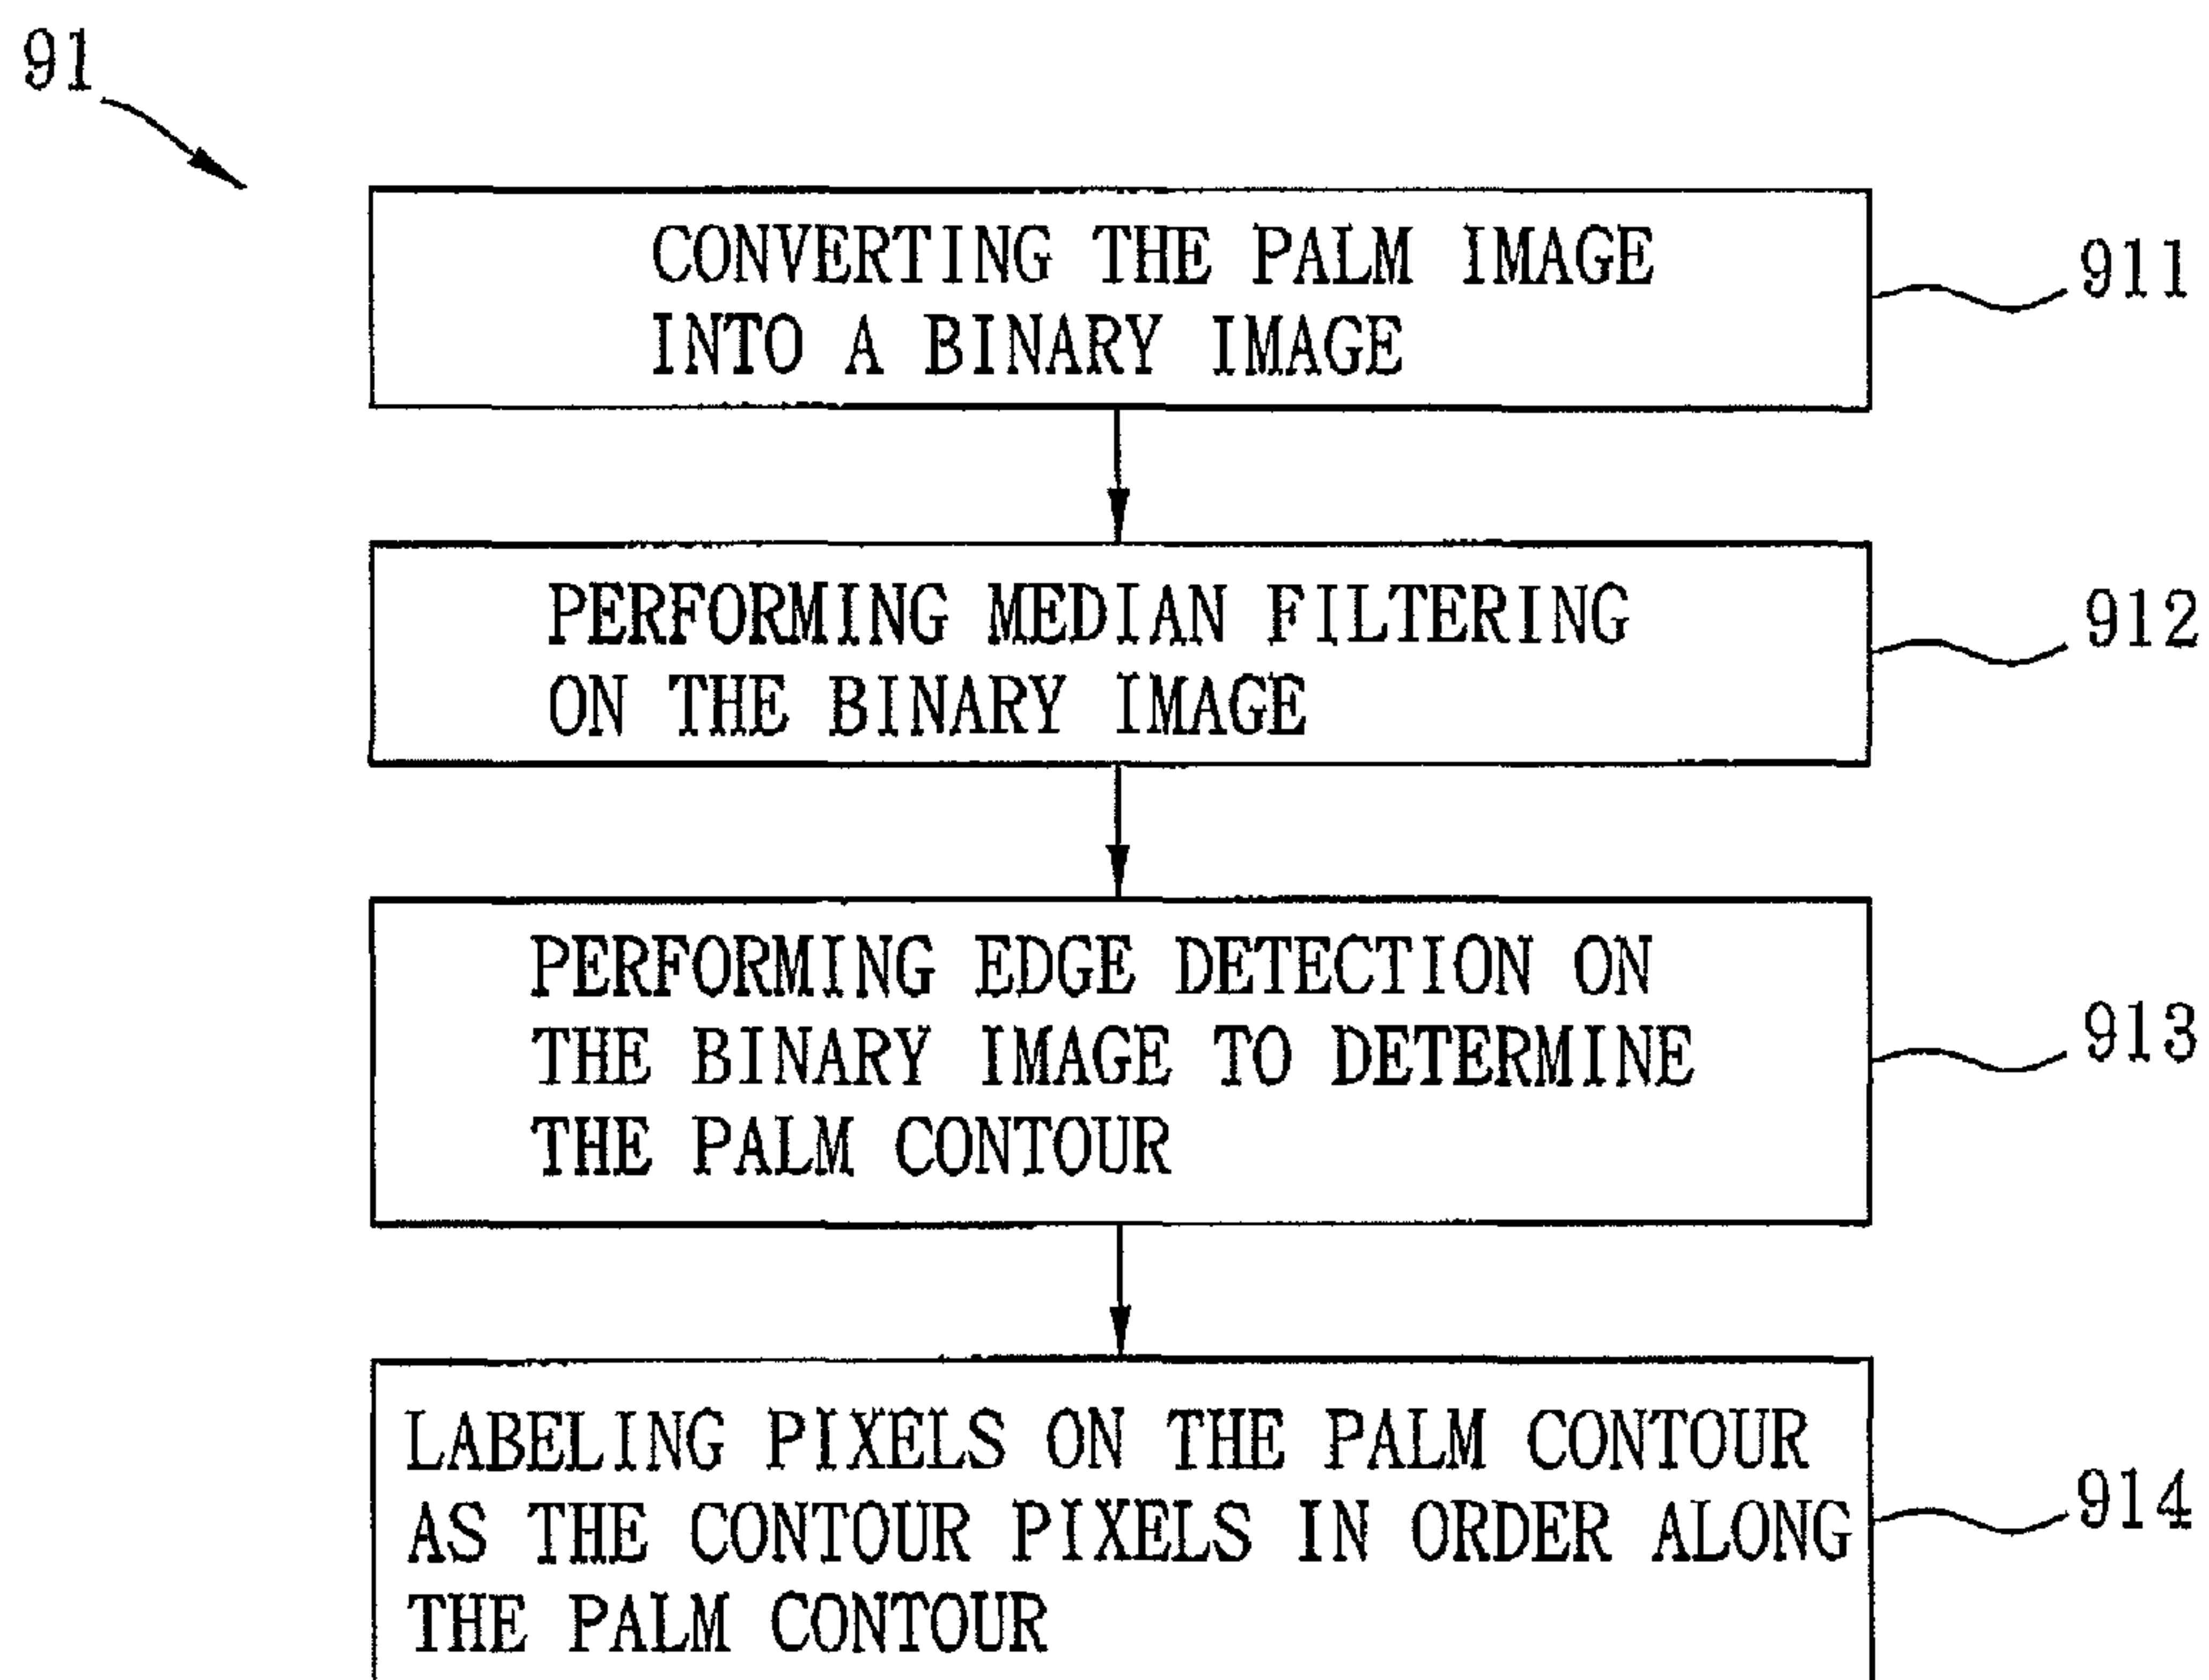 91
CONVERTING THE PALM IMAGE
INTO A BINARY IMAGE
911
PERFORMING MEDIAN FILTERING
ON THE BINARY IMAGE
912
PERFORMING EDGE DETECTION ON
THE BINARY IMAGE TO DETERMINE
THE PALM CONTOUR
913
LABELING PIXELS ON THE PALM CONTOUR
AS THE CONTOUR PIXELS IN ORDER ALONG
THE PALM CONTOUR
914